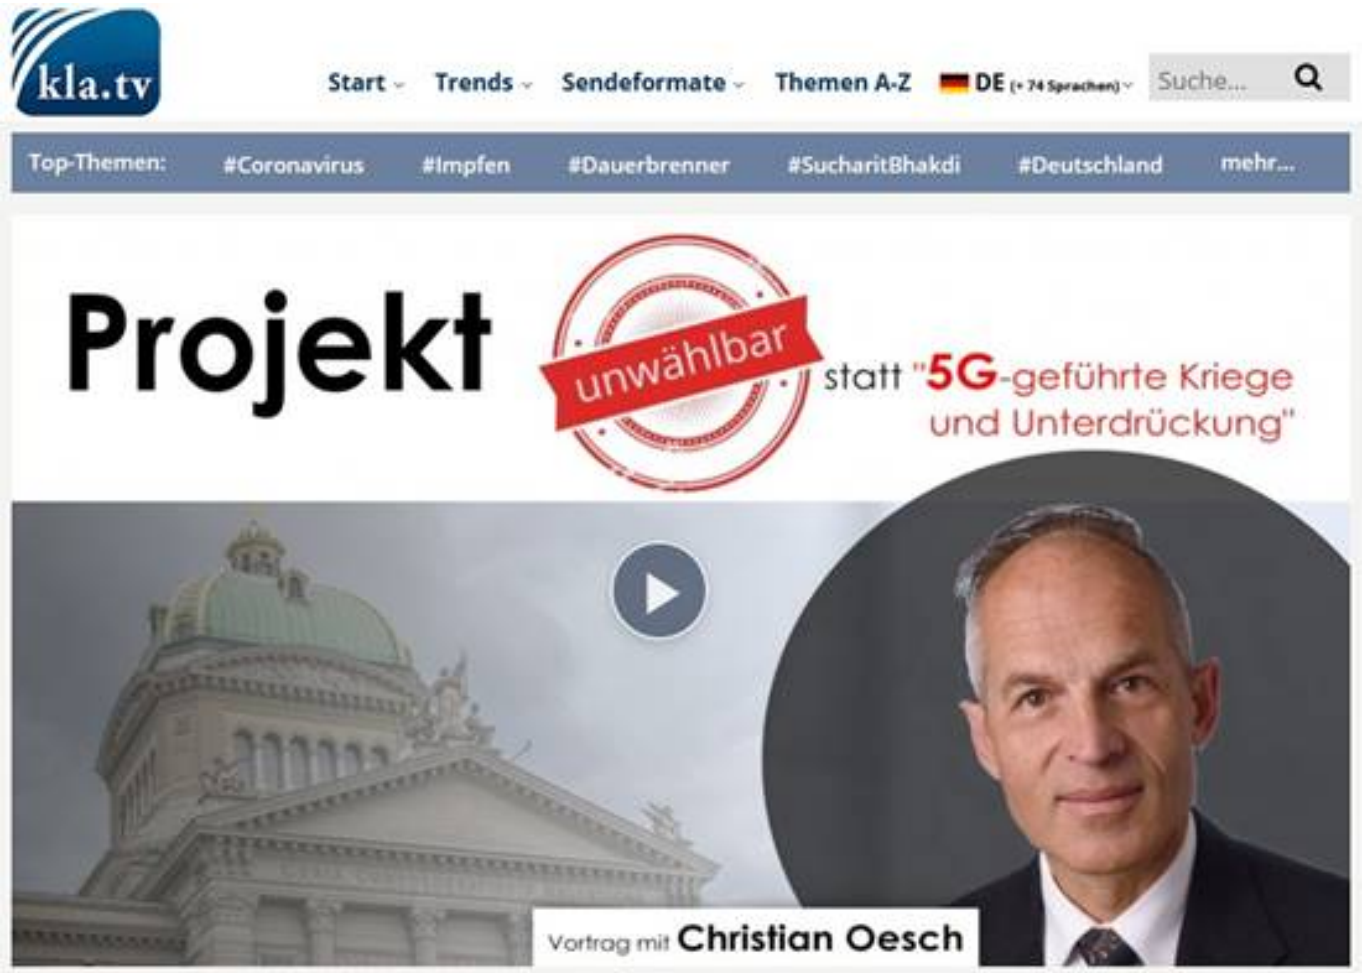 kla.tv
Start Trends Sendeformate Themen A-Z DE (+ 74 Sprachen) Suche...
Top-Themen: #Coronavirus #Impfen #Dauerbrenner #SucharitBhakdi #Deutschland mehr...
Projekt unwählbar statt "5G-geführte Kriege
und Unterdrückung"
Vortrag mit Christian Oesch